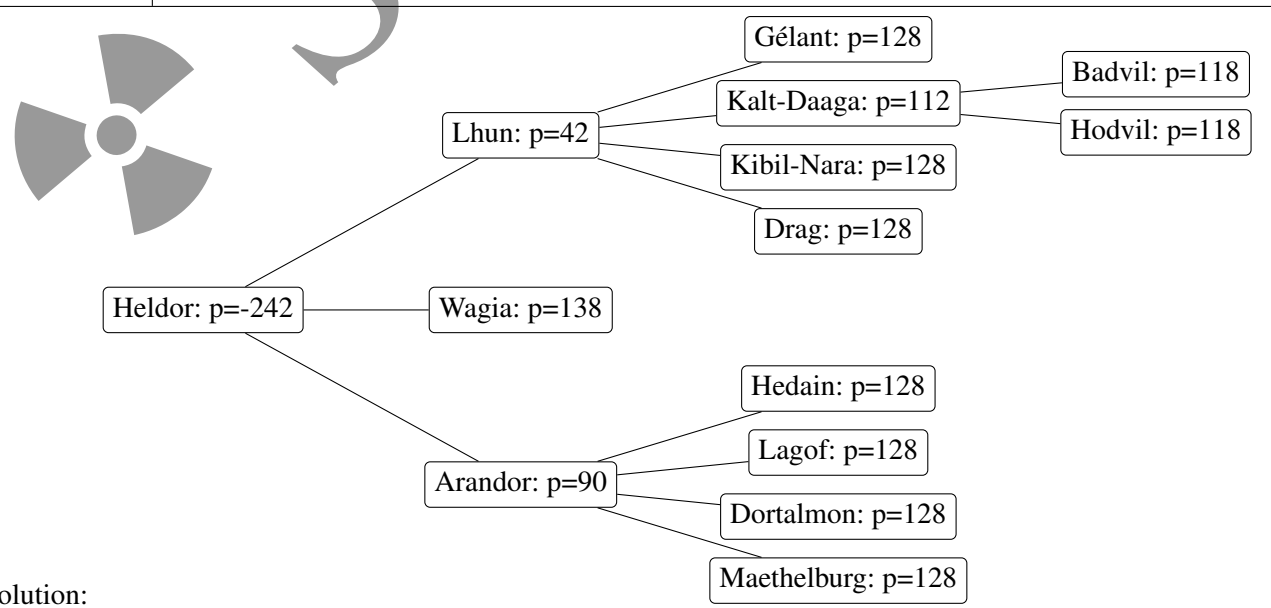 Gélant: p=128
Badvil: p=118
Kalt-Daaga: p=112
Lhun: p=42
Hodvil: p=118
Kibil-Nara: p=128
Drag: p=128
Heldor: p=-242
Wagia: p=138
Hedain: p=128
Lagof: p=128
Arandor: p=90
Dortalmon: p=128
Maethelburg: p=128
olution: